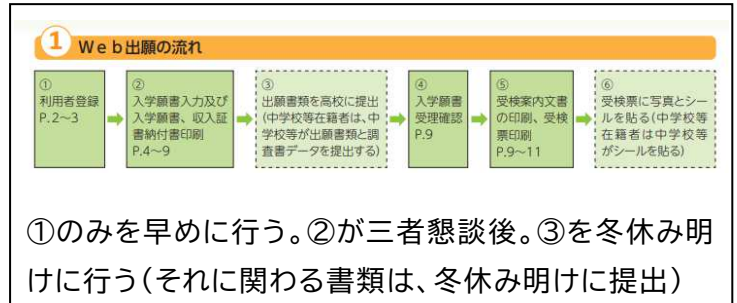 1 Web出願の流れ
①
利用者登録
P.2～3
②
入学願書入力及び
入学願書、収入証
書納付書印刷
P.4～9
③
出願書類を高校に提出
(中学校等在籍者は、中
学校等が出願書類と調
査書データを提出する)
④
入学願書
受理確認
P.9
⑤
受検案内文書
の印刷、受検
票印刷
P.9～11
⑥
受検票に写真とシー
ルを貼る(中学校等
在籍者は中学校等
がシールを貼る)
①のみを早めに行う。②が三者懇談後。③を冬休み明
けに行う(それに関わる書類は、冬休み明けに提出)